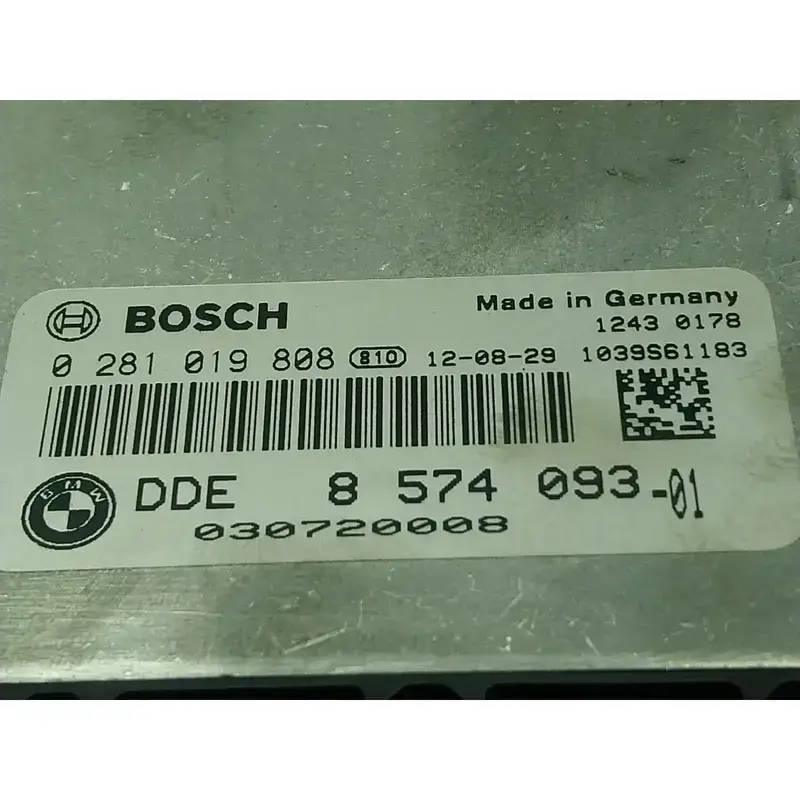 BOSCH
Made in Germany
1243 0178
0 281 019 808 810 12-08-29 1039S61183
BMW
DDE 8 574 093-01
030720008